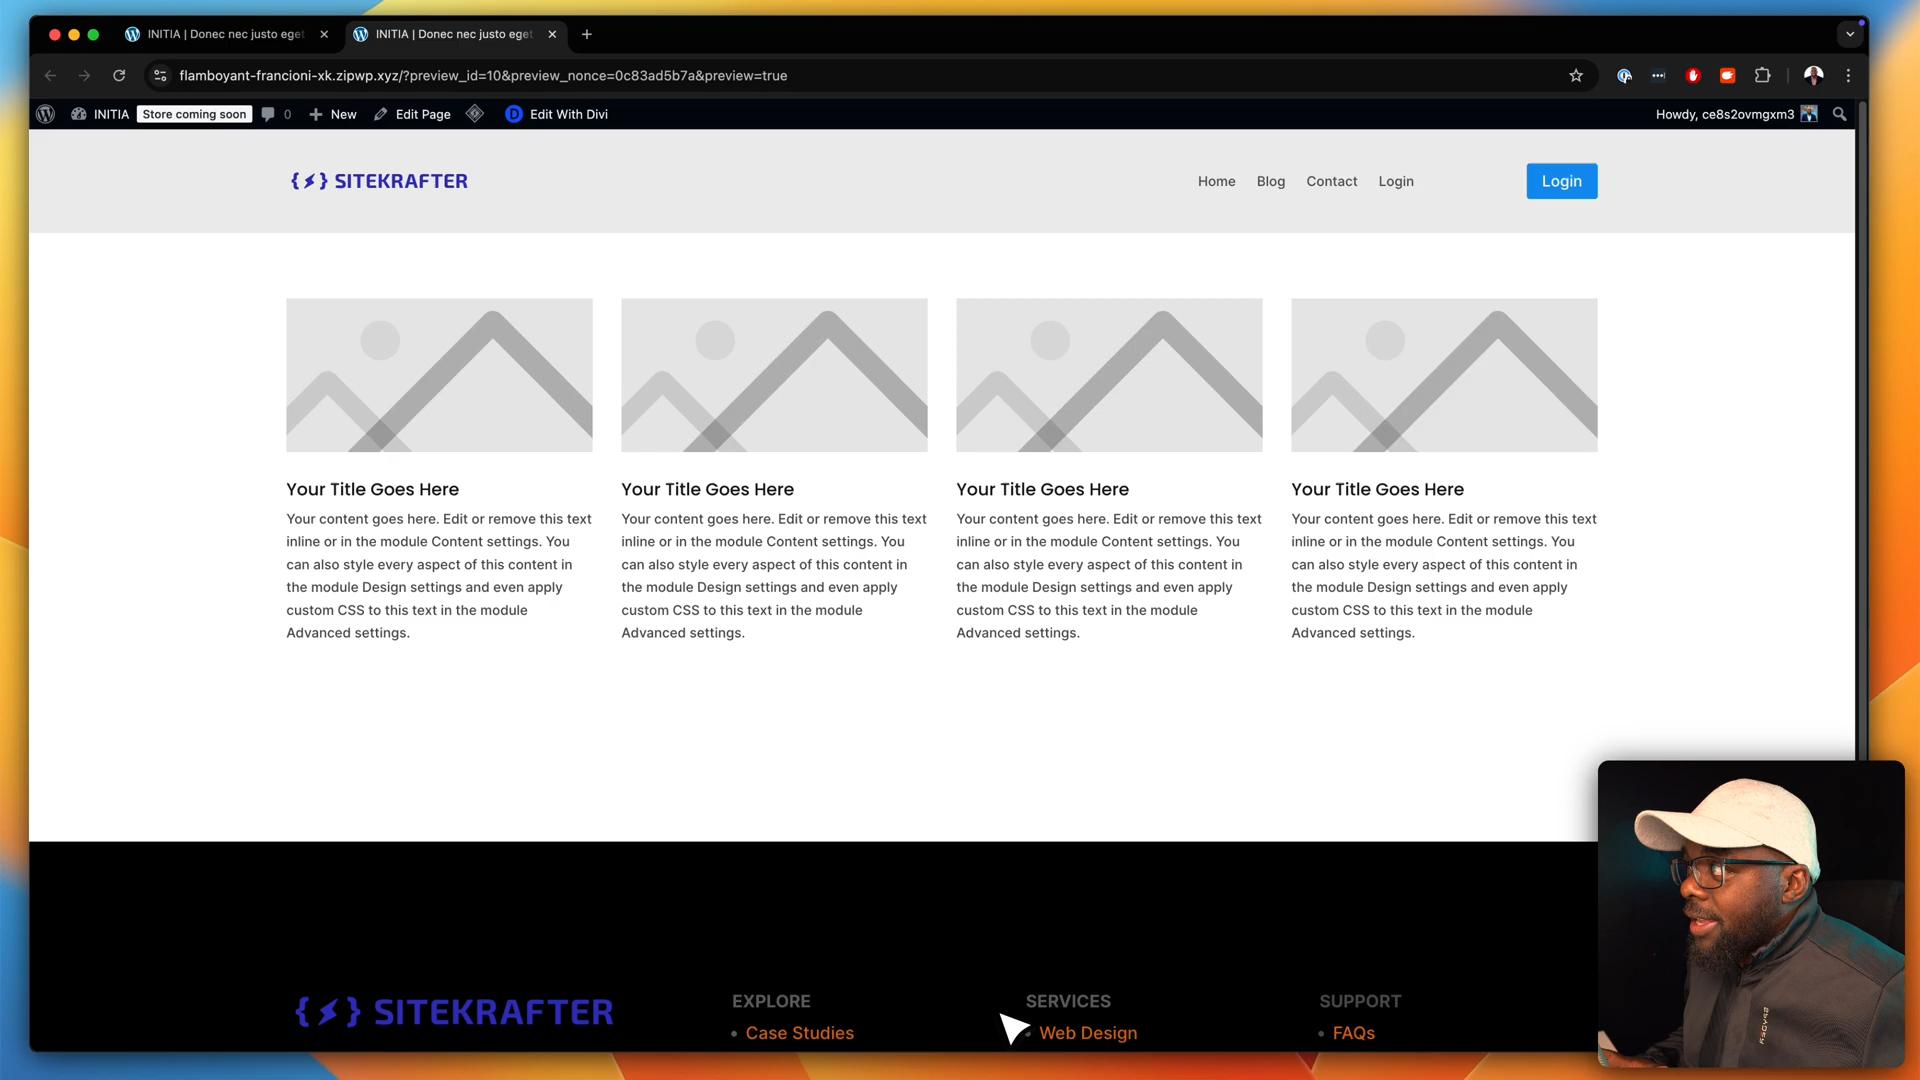 INITIA | Donec nec justo eget
INITIA | Donec nec justo eget
flamboyant-francioni-xk.zipwp.xyz/?preview_id=10&preview_nonce=0c83ad5b7a&preview=true
INITIA Store coming soon 0 New Edit Page D Edit With Divi Howdy, ce8s2ovmgxm3
{⚡} SITEKRAFTER
Home Blog Contact Login Login
Your Title Goes Here
Your content goes here. Edit or remove this text
inline or in the module Content settings. You
can also style every aspect of this content in
the module Design settings and even apply
custom CSS to this text in the module
Advanced settings.
Your Title Goes Here
Your content goes here. Edit or remove this text
inline or in the module Content settings. You
can also style every aspect of this content in
the module Design settings and even apply
custom CSS to this text in the module
Advanced settings.
Your Title Goes Here
Your content goes here. Edit or remove this text
inline or in the module Content settings. You
can also style every aspect of this content in
the module Design settings and even apply
custom CSS to this text in the module
Advanced settings.
Your Title Goes Here
Your content goes here. Edit or remove this text
inline or in the module Content settings. You
can also style every aspect of this content in
the module Design settings and even apply
custom CSS to this text in the module
Advanced settings.
{⚡} SITEKRAFTER
EXPLORE
• Case Studies
SERVICES
• Web Design
SUPPORT
• FAQs